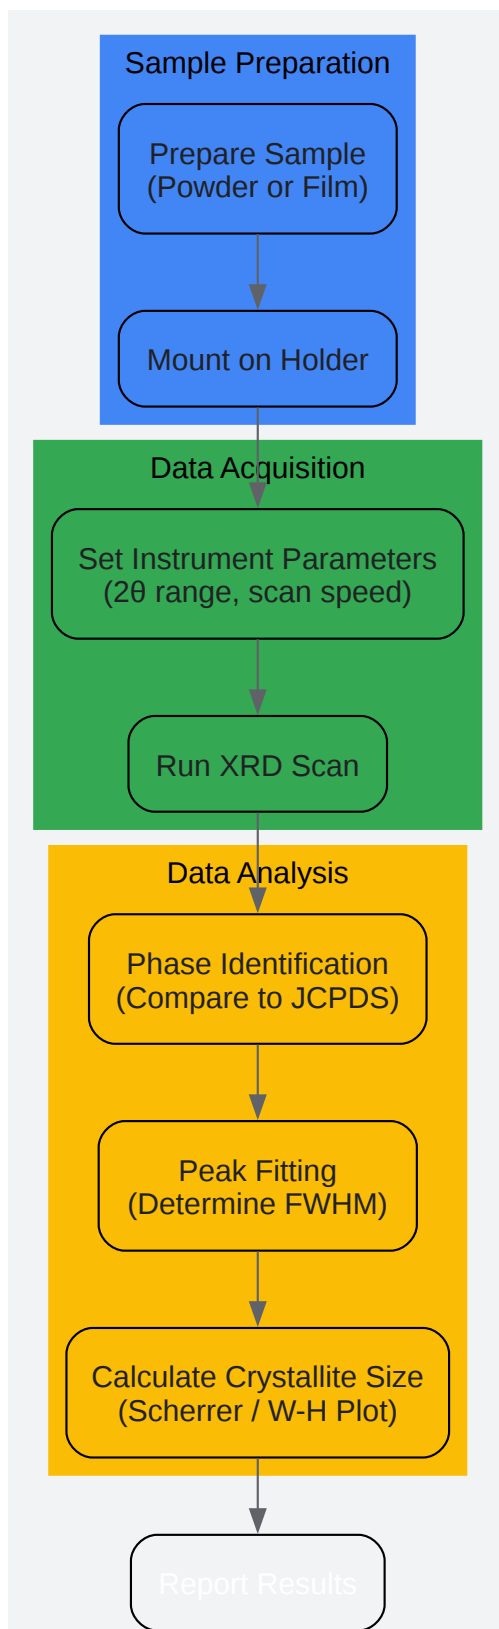 Sample Preparation
Prepare Sample
(Powder or Film)
Mount on Holder
Data Acquisition
Set Instrument Parameters
(2θ range, scan speed)
Run XRD Scan
Data Analysis
Phase Identification
(Compare to JCPDS)
Peak Fitting
(Determine FWHM)
Calculate Crystallite Size
(Scherrer / W-H Plot)
Report Results